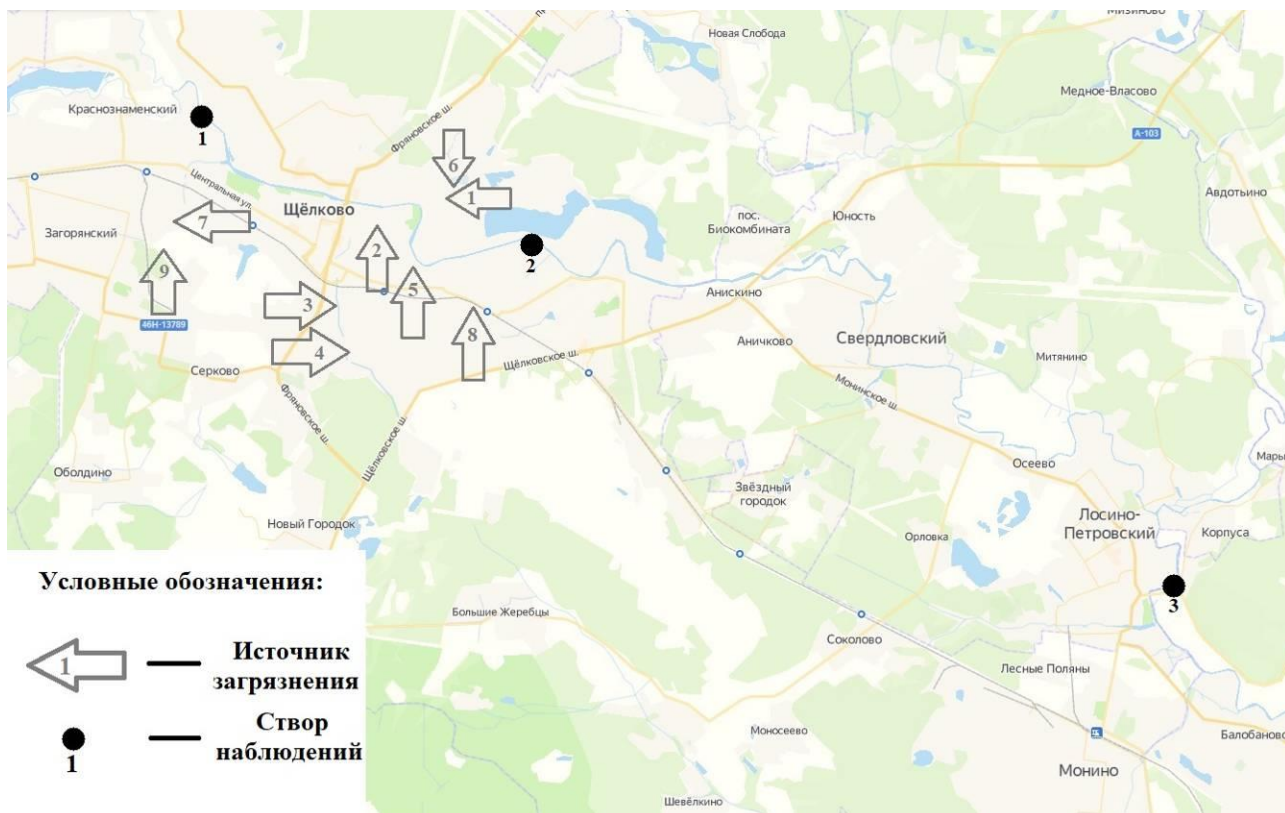 Мизиново
Новая Слобода
Медное-Власово
Краснознаменский
1
Фряновское ш.
А-103
6
Центральная ул.
1
Авдотьино
Щёлково
7
пос.
Биокомбината
Юность
Загорянский
2
2
9
5
Анискино
3
46Н-13789
8
Аничково
Свердловский
4
Щёлковское ш.
Митянино
Серково
Монинское ш.
Фряновское ш.
Щёлковское ш.
Осеево
Оболдино
Звёздный
городок
Лосино-
Петровский
Новый Городок
Орловка
Корпуса
3
Условные обозначения:
1
Источник
загрязнения
Створ
наблюдений
1
Большие Жеребцы
Соколово
Лесные Поляны
Моносеево
Балобаново
Монино
Шевёлкино